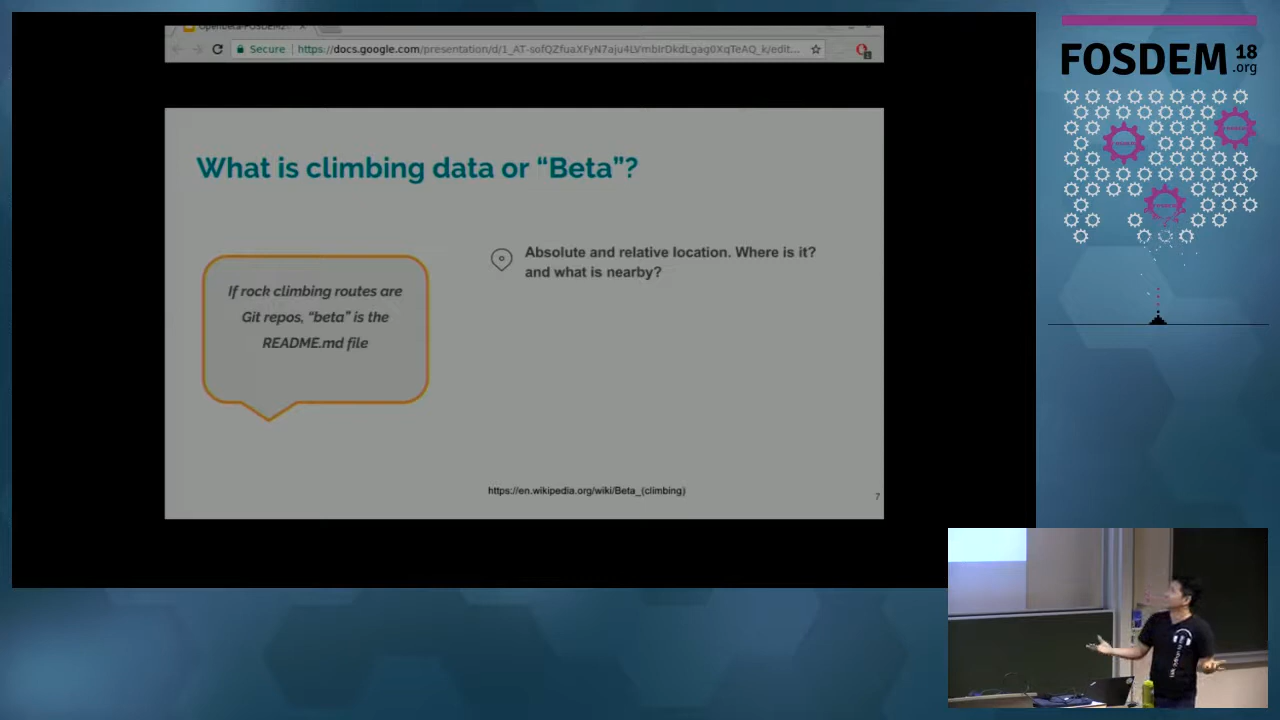 Secure
https://docs.google.com/presentation/d/1_AT-sofQZfuaXFyN7aju4LVmbIrDkdLgag0XqTeAQ_k/edit...
What is climbing data or “Beta”?
If rock climbing routes are
Git repos, “beta” is the
README.md file
Absolute and relative location. Where is it?
and what is nearby?
https://en.wikipedia.org/wiki/Beta_(climbing)
7
FOSDEM 18
.org